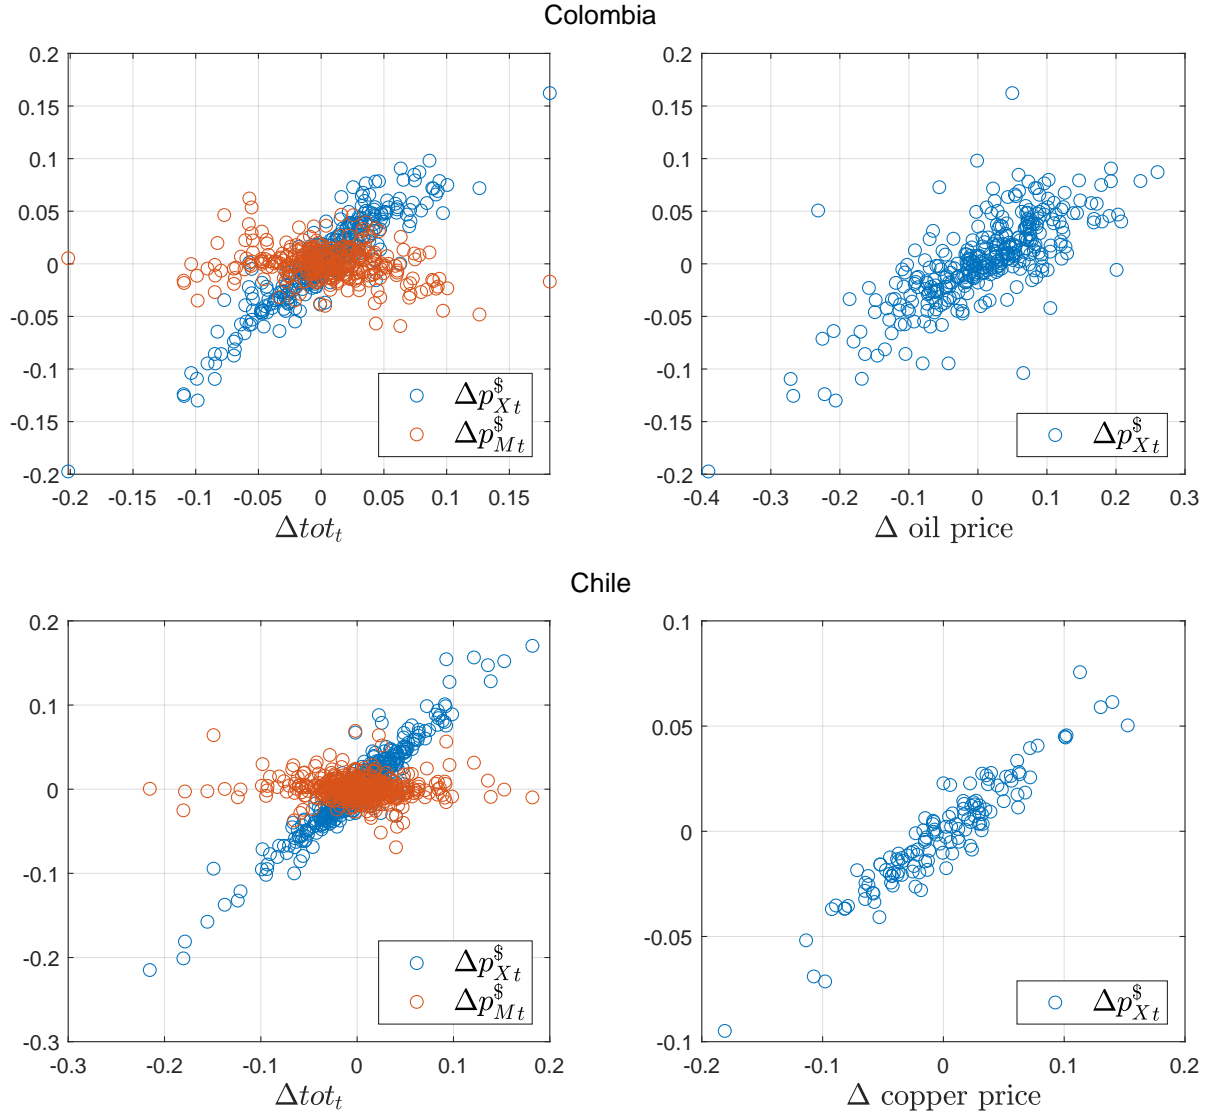 Colombia
0.2
0.15
0.1
0.05
0
-0.05
-0.1
-0.15
-0.2
-0.2 -0.15 -0.1 -0.05 0 0.05 0.1 0.15
Δtot_t
Δp^$_{Xt}
Δp^$_{Mt}
0.2
0.15
0.1
0.05
0
-0.05
-0.1
-0.15
-0.2
-0.4 -0.3 -0.2 -0.1 0 0.1 0.2 0.3
Δ oil price
Δp^$_{Xt}
Chile
0.2
0.1
0
-0.1
-0.2
-0.3
-0.3 -0.2 -0.1 0 0.1 0.2
Δtot_t
Δp^$_{Xt}
Δp^$_{Mt}
0.1
0.05
0
-0.05
-0.1
-0.2 -0.1 0 0.1 0.2
Δ copper price
Δp^$_{Xt}